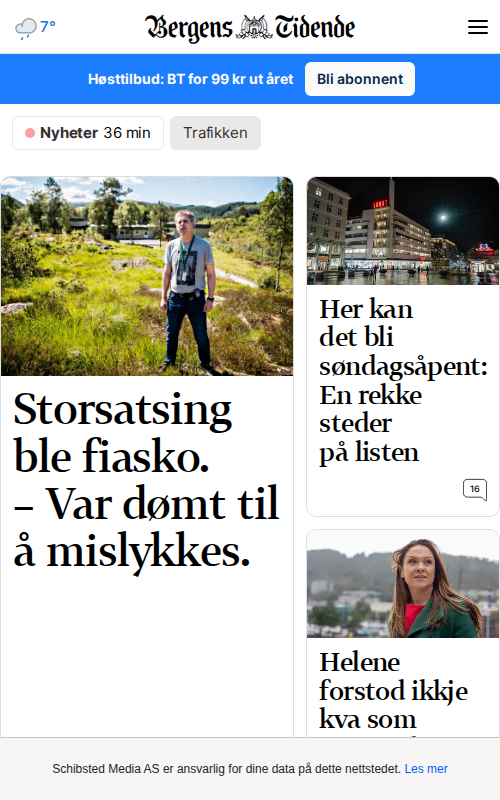 7°
Bergens Tidende
Høsttilbud: BT for 99 kr ut året
Bli abonnent
Nyheter 36 min
Trafikken
Storsatsing
ble fiasko.
– Var dømt til
å mislykkes.
SUNDT
Her kan
det bli
søndagsåpent:
En rekke
steder
på listen
16
Helene
forstod ikkje
kva som
Schibsted Media AS er ansvarlig for dine data på dette nettstedet. Les mer